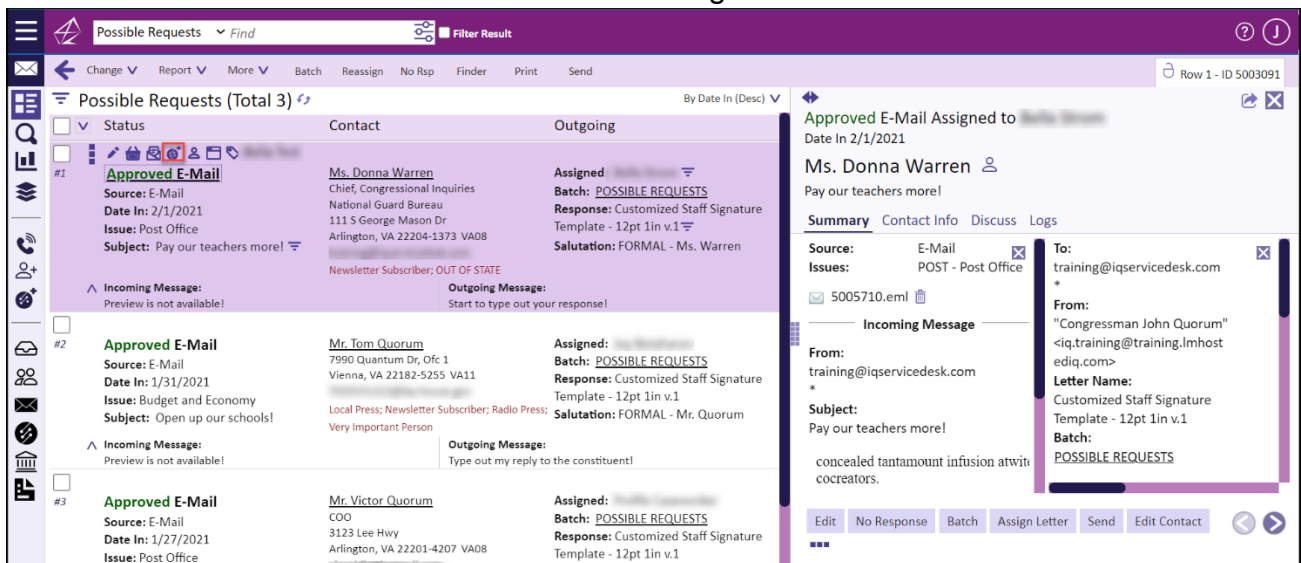 Possible Requests Find Filter Result ? J
Change Report More Batch Reassign No Rsp Finder Print Send Row 1 - ID 5003091
Possible Requests (Total 3) By Date In (Desc)
Status Contact Outgoing
#1
Approved E-Mail
Source: E-Mail
Date In: 2/1/2021
Issue: Post Office
Subject: Pay our teachers more!
Ms. Donna Warren
Chief, Congressional Inquiries
National Guard Bureau
111 S George Mason Dr
Arlington, VA 22204-1373 VA08
Newsletter Subscriber; OUT OF STATE
Assigned
Batch: POSSIBLE REQUESTS
Response: Customized Staff Signature
Template - 12pt 1in v.1
Salutation: FORMAL - Ms. Warren
Incoming Message:
Preview is not available!
Outgoing Message:
Start to type out your response!
#2
Approved E-Mail
Source: E-Mail
Date In: 1/31/2021
Issue: Budget and Economy
Subject: Open up our schools!
Mr. Tom Quorum
7990 Quantum Dr, Ofc 1
Vienna, VA 22182-5255 VA11
Local Press; Newsletter Subscriber; Radio Press;
Very Important Person
Assigned:
Batch: POSSIBLE REQUESTS
Response: Customized Staff Signature
Template - 12pt 1in v.1
Salutation: FORMAL - Mr. Quorum
Incoming Message:
Preview is not available!
Outgoing Message:
Type out my reply to the constituent!
#3
Approved E-Mail
Source: E-Mail
Date In: 1/27/2021
Issue: Post Office
Mr. Victor Quorum
COO
3123 Lee Hwy
Arlington, VA 22201-4207 VA08
Assigned:
Batch: POSSIBLE REQUESTS
Response: Customized Staff Signature
Template - 12pt 1in v.1
Approved E-Mail Assigned to
Date In 2/1/2021
Ms. Donna Warren
Pay our teachers more!
Summary Contact Info Discuss Logs
Source: E-Mail
Issues: POST - Post Office
5005710.eml
Incoming Message
From:
training@iqservicedesk.com
*
Subject:
Pay our teachers more!
concealed tantamount infusion atwit
cocreators.
To:
training@iqservicedesk.com
*
From:
"Congressman John Quorum"
<iq.training@training.lmhost
ediq.com>
Letter Name:
Customized Staff Signature
Template - 12pt 1in v.1
Batch:
POSSIBLE REQUESTS
Edit No Response Batch Assign Letter Send Edit Contact